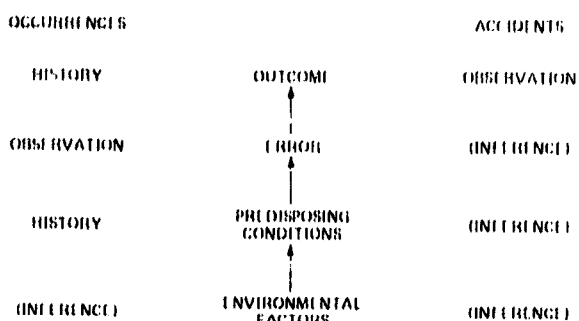 OCCURRENCES ACCIDENTS
HISTORY OUTCOME OBSERVATION
OBSERVATION ERROR (INFERENCE)
HISTORY PREDISPOSING CONDITIONS (INFERENCE)
(INFERENCE) ENVIRONMENTAL FACTORS (INFERENCE)